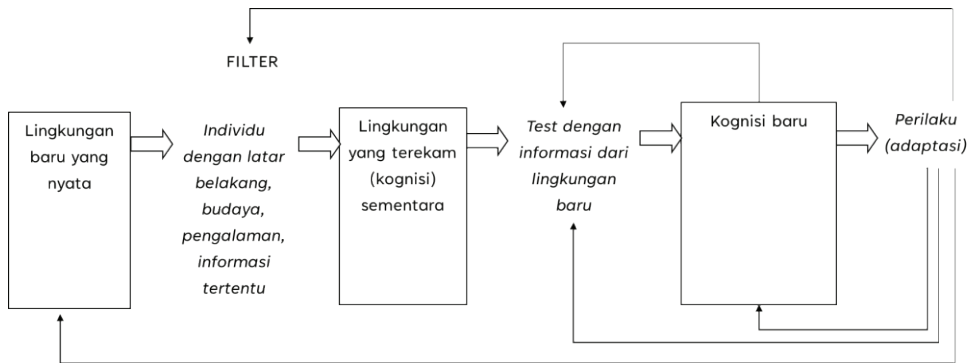 FILTER
Lingkungan
baru yang
nyata
Individu
dengan latar
belakang,
budaya,
pengalaman,
informasi
tertentu
Lingkungan
yang terekam
(kognisi)
sementara
Test dengan
informasi dari
lingkungan
baru
Kognisi baru
Perilaku
(adaptasi)